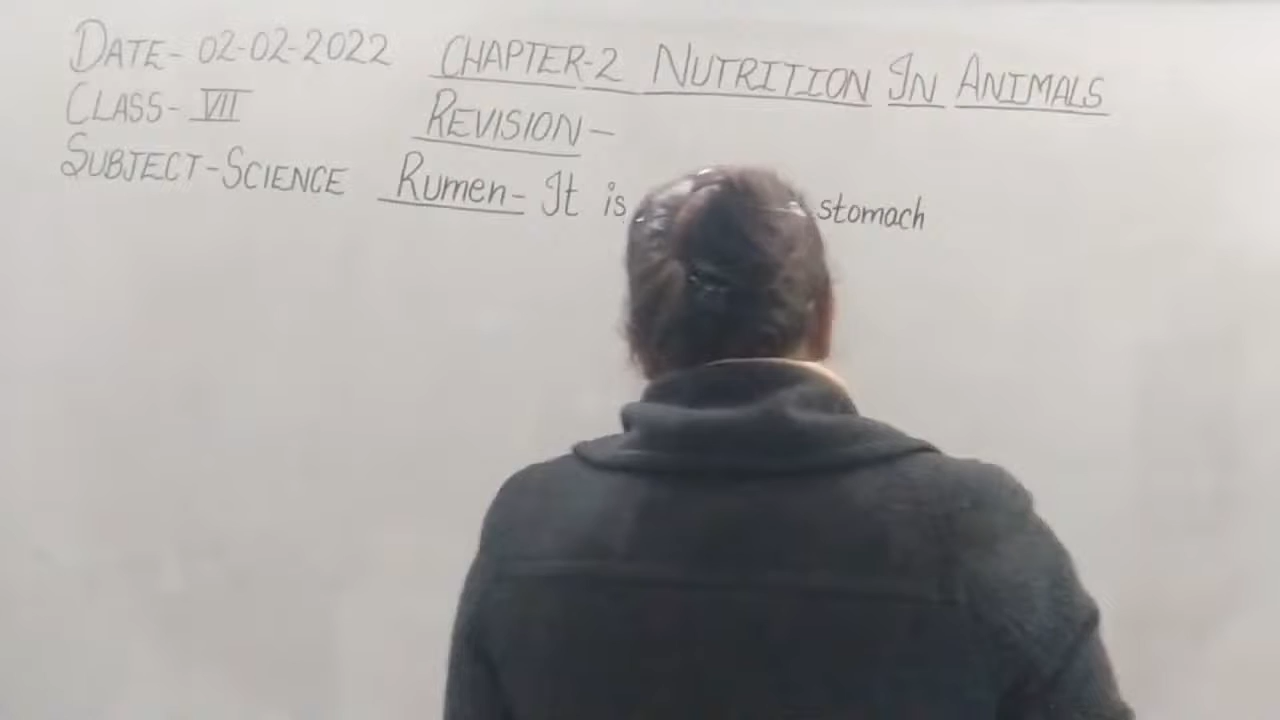 DATE- 02-02-2022 CHAPTER-2 NUTRITION IN ANIMALS
CLASS- VII REVISION-
SUBJECT-SCIENCE Rumen- It is stomach